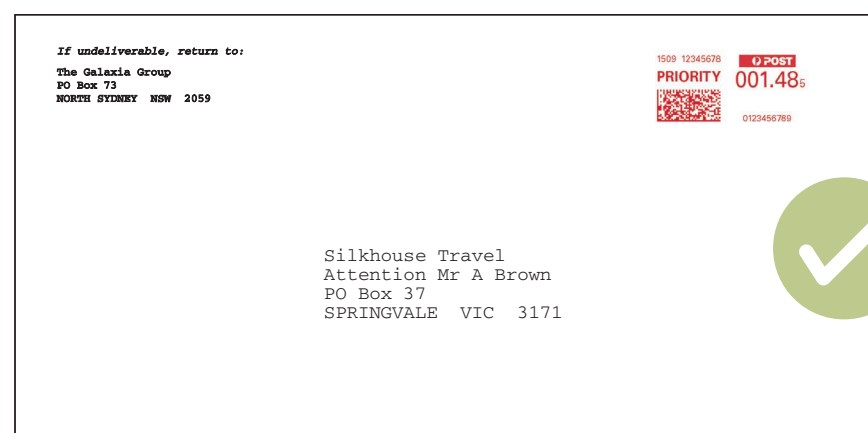 If undeliverable, return to:
The Galaxia Group
PO Box 73
NORTH SYDNEY NSW 2059
1509 12345678
POST
PRIORITY
001.485
0123456789
Silkhouse Travel
Attention Mr A Brown
PO Box 37
SPRINGVALE VIC 3171